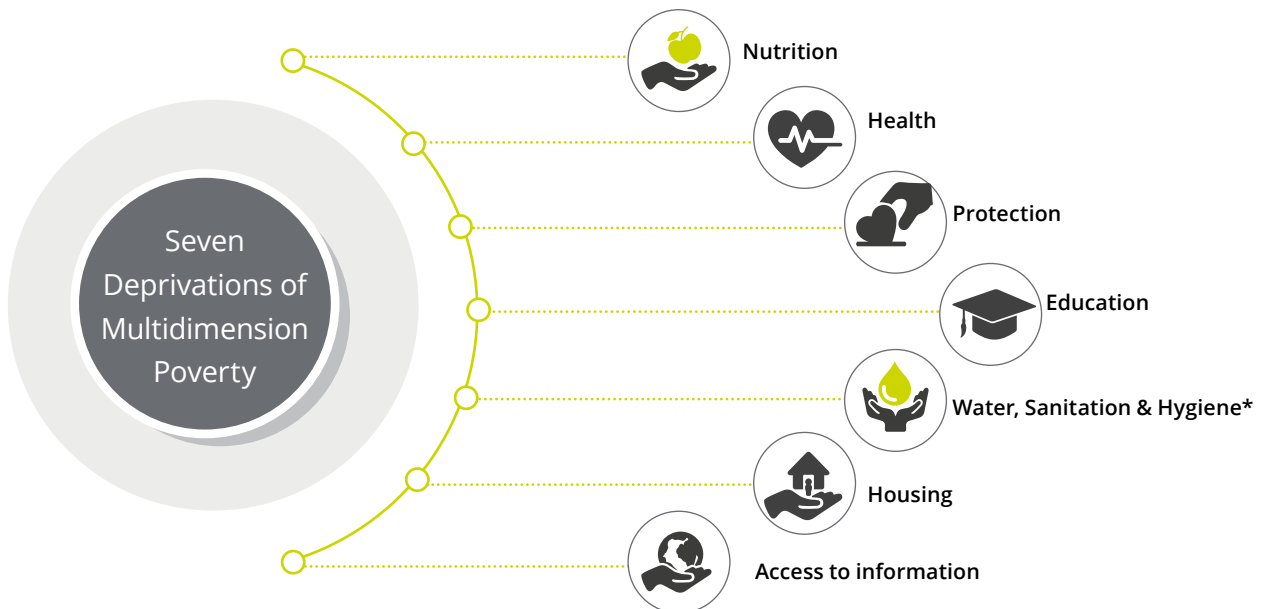 Seven
Deprivations of
Multidimension
Poverty
Nutrition
Health
Protection
Education
Water, Sanitation & Hygiene*
Housing
Access to information